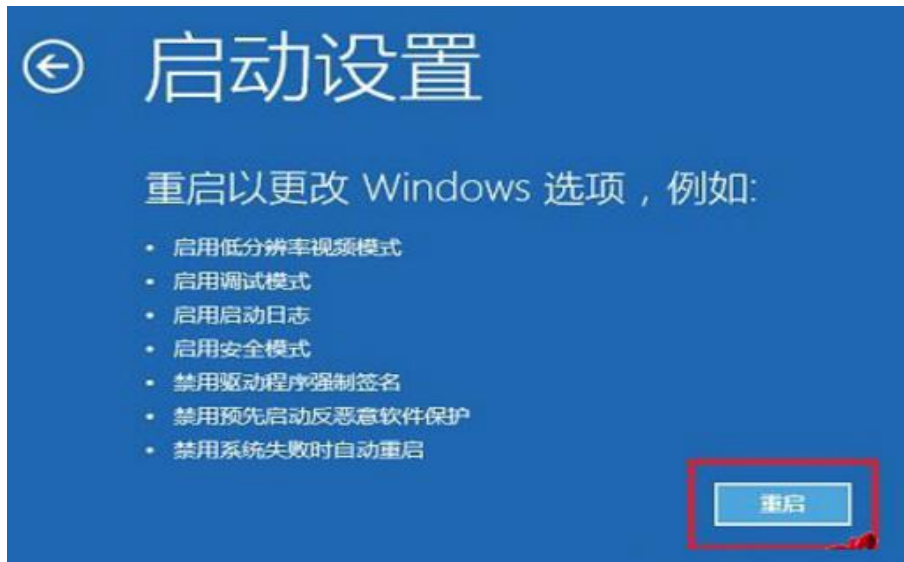 启动设置
重启以更改 Windows 选项，例如:
• 启用低分辨率视频模式
• 启用调试模式
• 启用启动日志
• 启用安全模式
• 禁用驱动程序强制签名
• 禁用预先启动反恶意软件保护
• 禁用系统失败时自动重启
重启